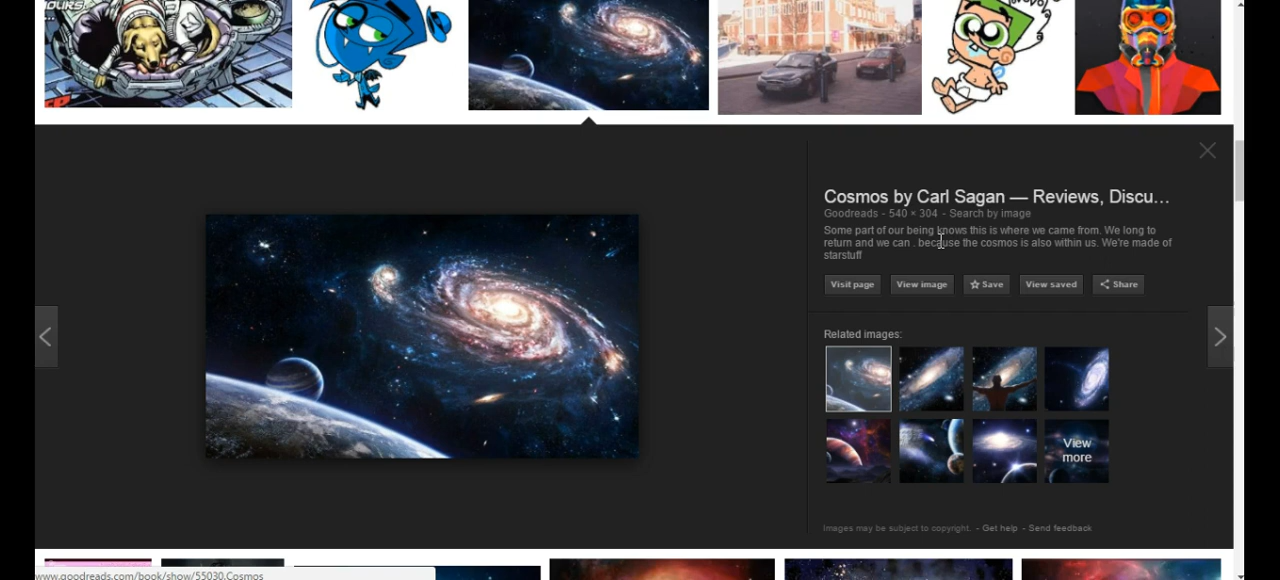 Cosmos by Carl Sagan — Reviews, Discu...
Goodreads - 540 × 304 - Search by image
Some part of our being knows this is where we came from. We long to
return and we can . because the cosmos is also within us. We're made of
starstuff
Visit page View image Save View saved Share
Related images:
View
more
Images may be subject to copyright. - Get help - Send feedback
www.goodreads.com/book/show/55030.Cosmos